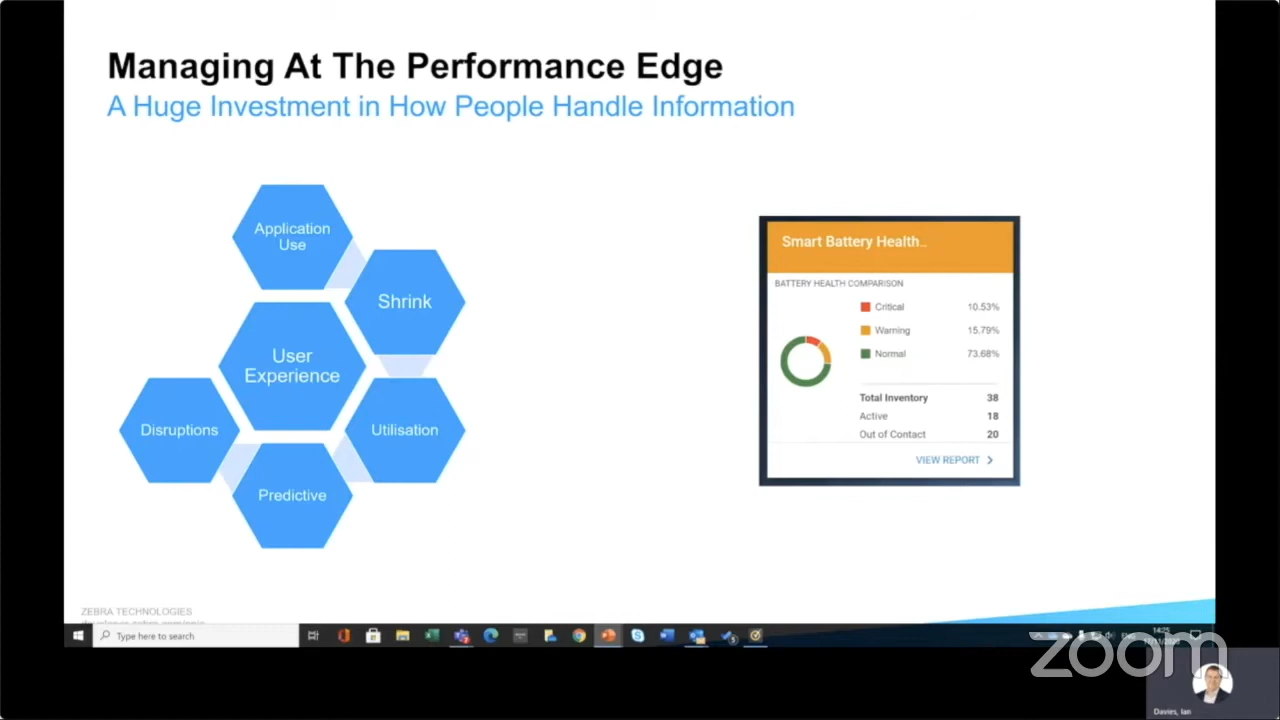 Managing At The Performance Edge
A Huge Investment in How People Handle Information
Application
Use
Shrink
User
Experience
Disruptions
Utilisation
Predictive
Smart Battery Health..
BATTERY HEALTH COMPARISON
Critical 10.53%
Warning 15.79%
Normal 73.68%
Total Inventory 38
Active 18
Out of Contact 20
VIEW REPORT
ZEBRA TECHNOLOGIES
Type here to search
14:25
zoom
Davies, Ian